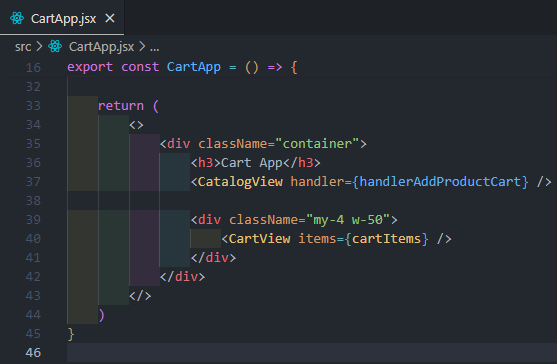 CartApp.jsx ×
src > CartApp.jsx > ...
16 export const CartApp = () => {
32
33     return (
34         <>
35             <div className="container">
36                 <h3>Cart App</h3>
37                 <CatalogView handler={handlerAddProductCart} />
38
39                 <div className="my-4 w-50">
40                     <CartView items={cartItems} />
41                 </div>
42             </div>
43         </>
44     )
45 }
46